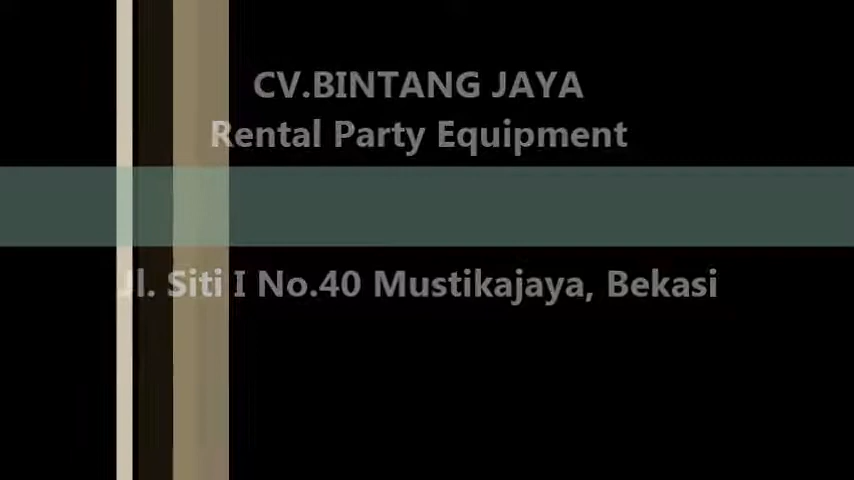 CV.BINTANG JAYA
Rental Party Equipment
Jl. Siti I No.40 Mustikajaya, Bekasi